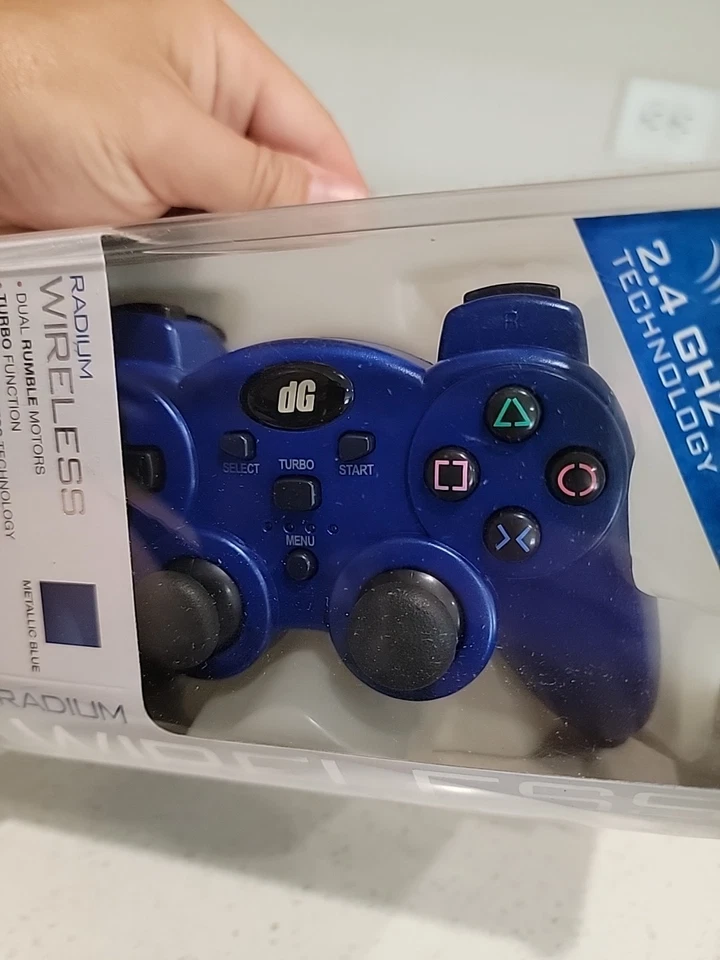 RADIUM
WIRELESS
• DUAL RUMBLE MOTORS
• TURBO FUNCTION
TECHNOLOGY
METALLIC BLUE
RADIUM
WIRELESS
dG
SELECT
TURBO
START
MENU
R
2.4 GHZ
TECHNOLOGY